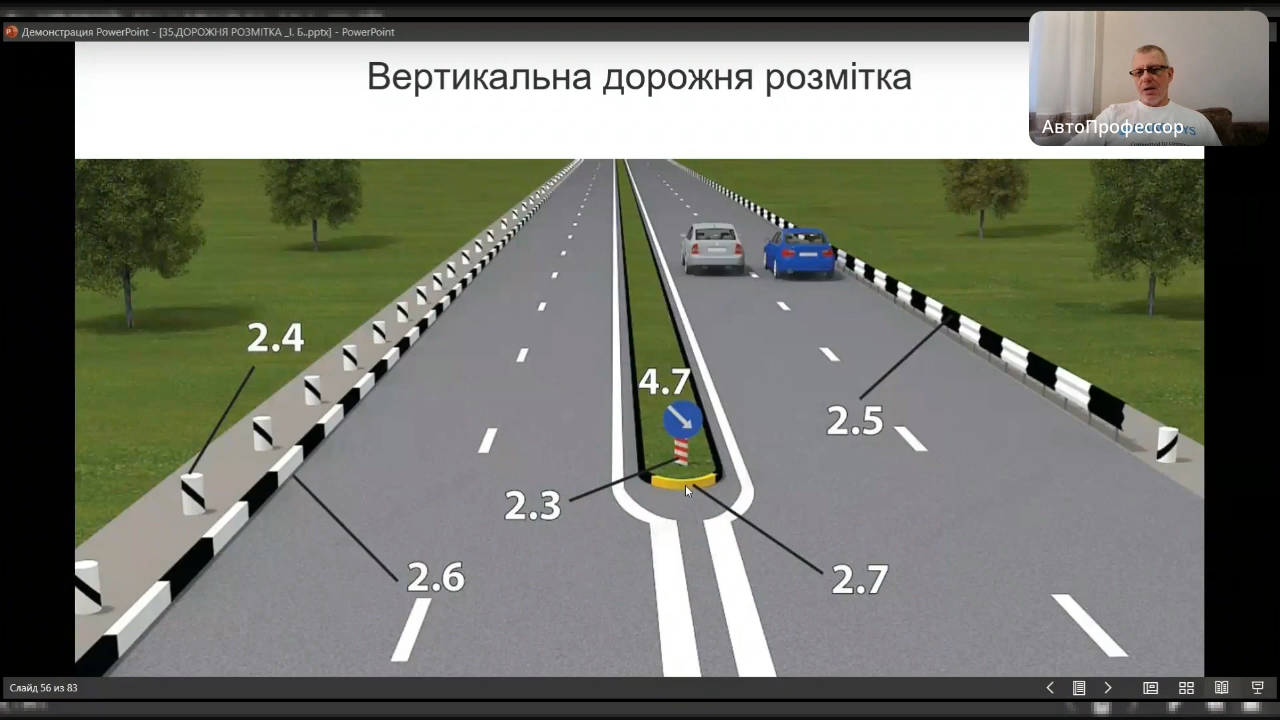 Демонстрация PowerPoint - [35.ДОРОЖНЯ РОЗМІТКА _І. Б..pptx] - PowerPoint
Вертикальна дорожня розмітка
АвтоПрофессор
2.4
4.7
2.5
2.3
2.6
2.7
Слайд 56 из 83